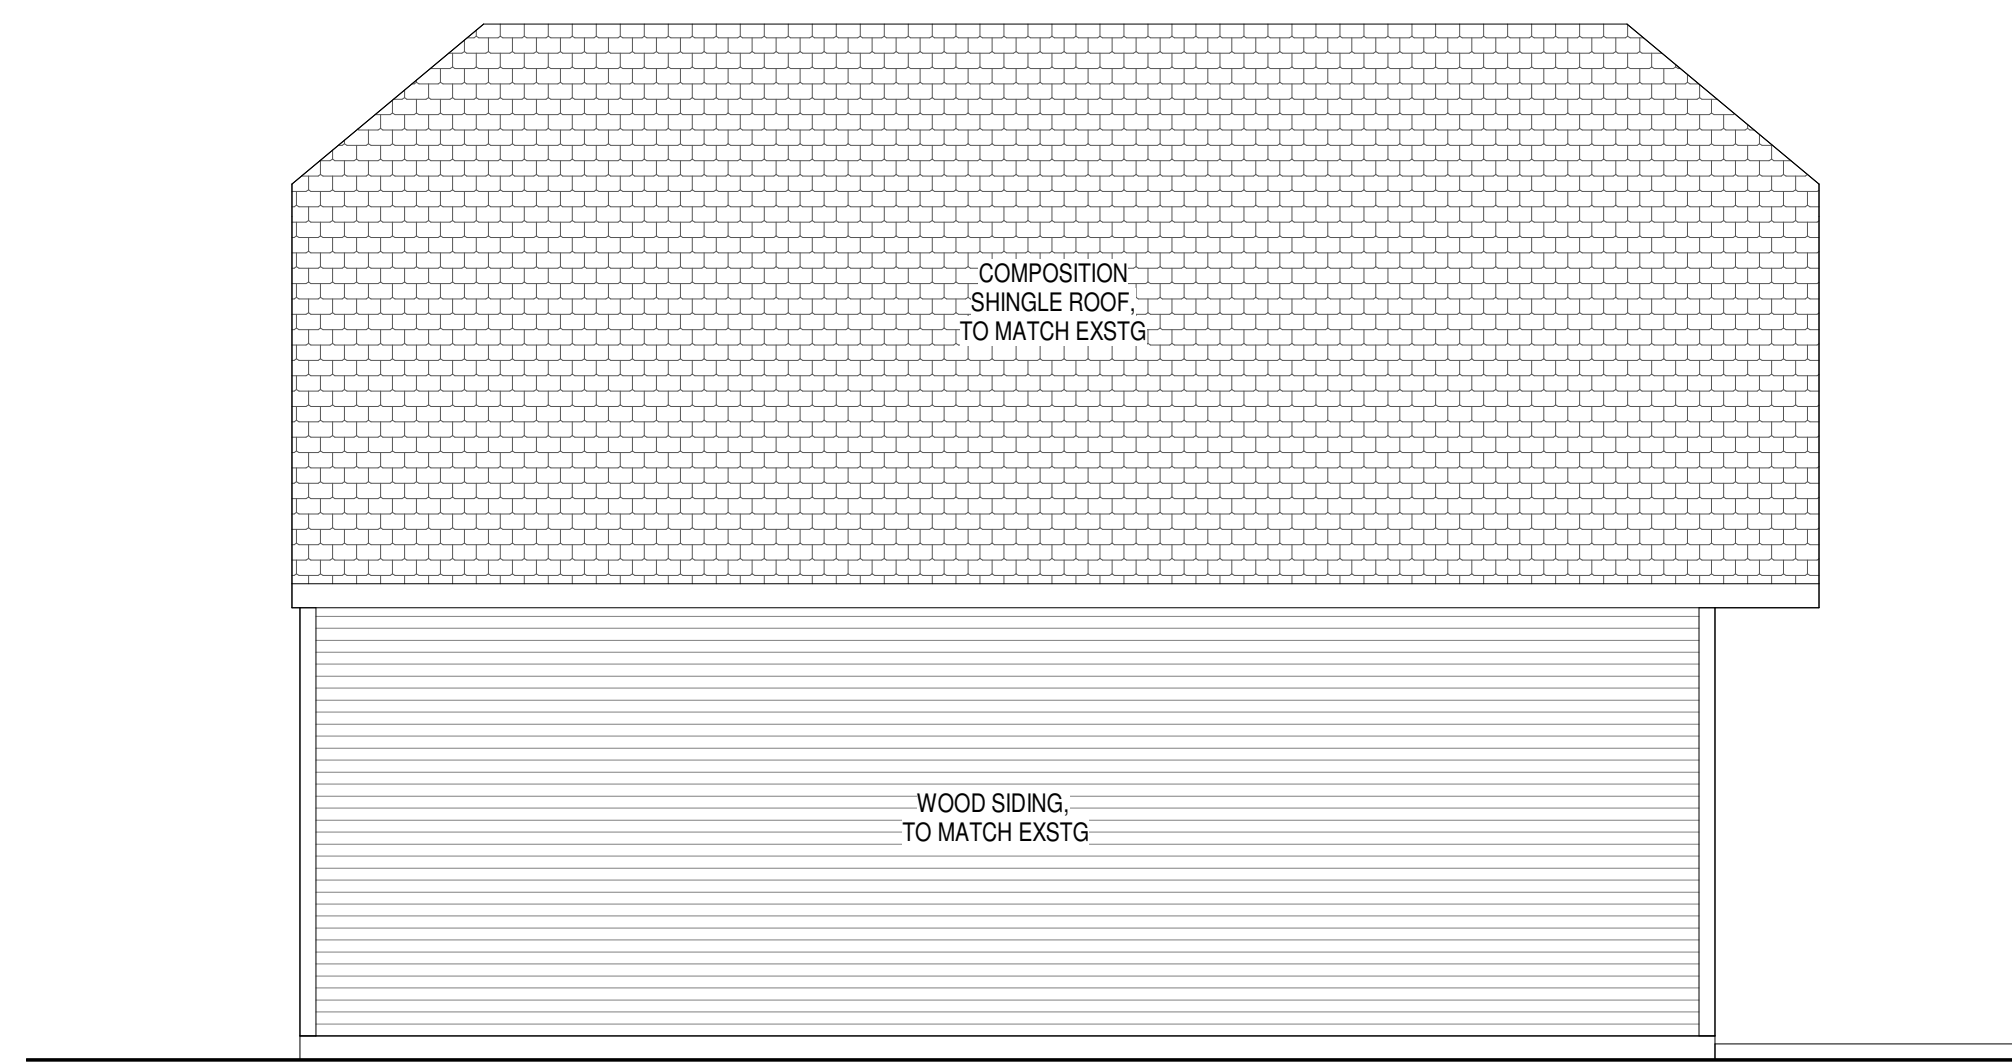 COMPOSITION
SHINGLE ROOF,
TO MATCH EXSTG
WOOD SIDING,
TO MATCH EXSTG